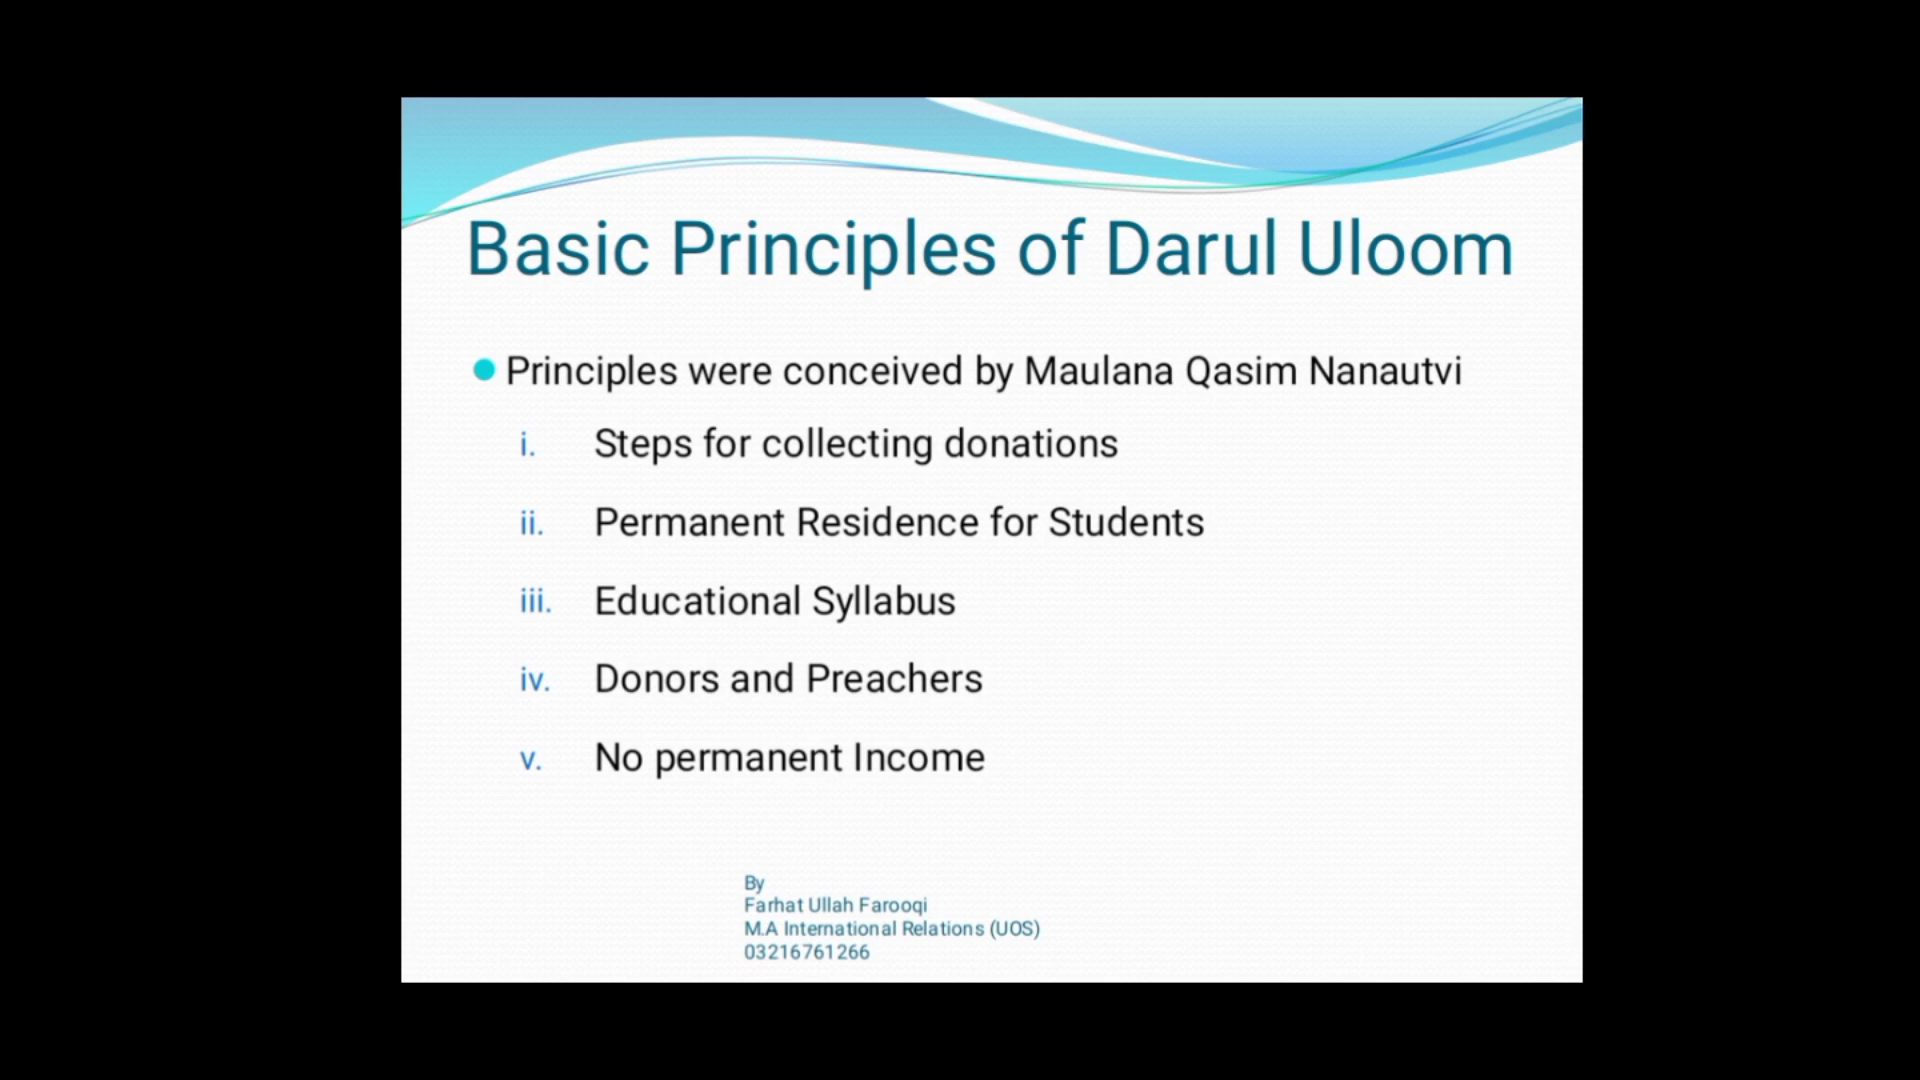 Basic Principles of Darul Uloom
Principles were conceived by Maulana Qasim Nanautvi
i. Steps for collecting donations
ii. Permanent Residence for Students
iii. Educational Syllabus
iv. Donors and Preachers
v. No permanent Income
By
Farhat Ullah Farooqi
M.A International Relations (UOS)
03216761266